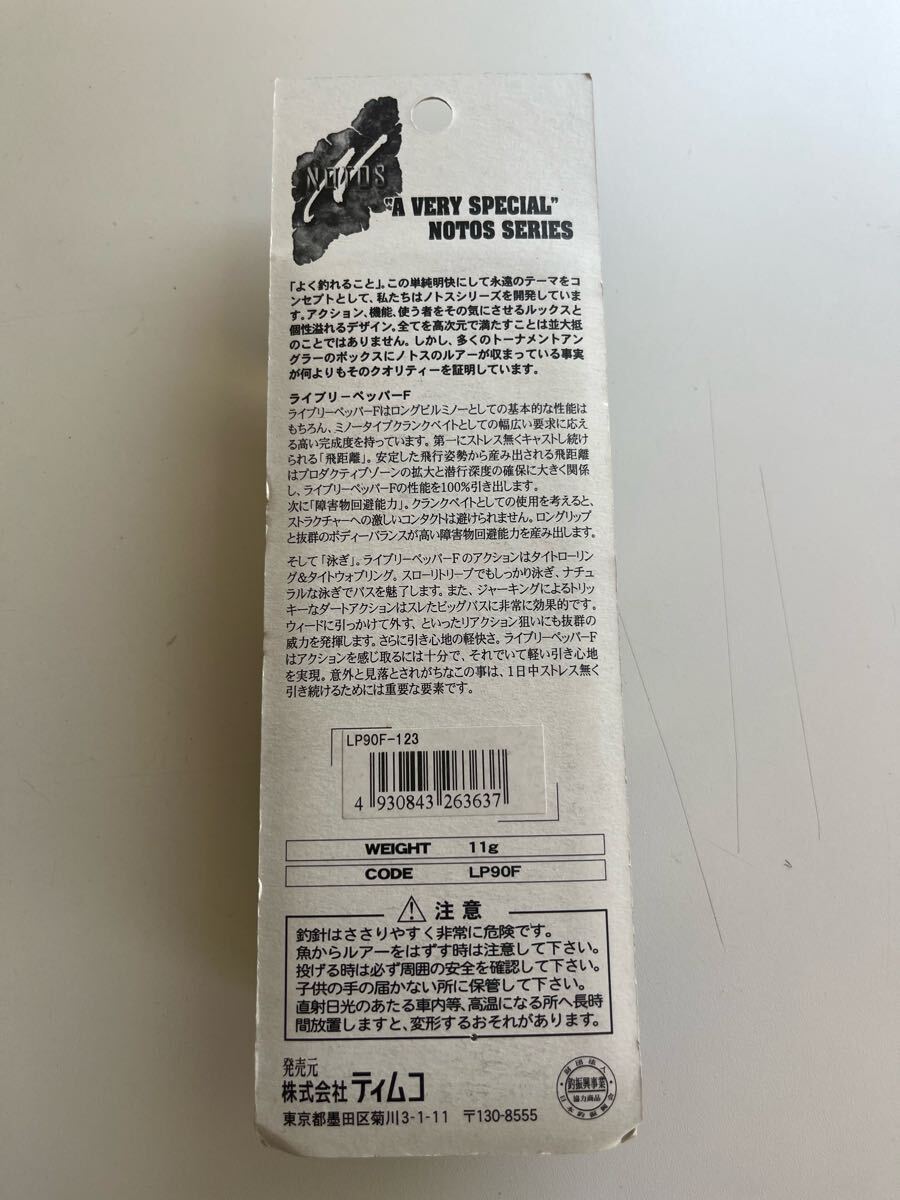 NOTOS
"A VERY SPECIAL"
NOTOS SERIES
「よく釣れること」。この単純明快にして永遠のテーマをコ
ンセプトとして、私たちはノトスシリーズを開発していま
す。アクション、機能、使う者をその気にさせるルックスと
個性溢れるデザイン。全てを高次元で満たすことは並大抵
のことではありません。しかし、多くのトーナメントアン
グラーのボックスにノトスのルアーが収まっている事実
が何よりもそのクオリティーを証明しています。
ライブリーペッパーF
ライブリーペッパーFはロングビルミノーとしての基本的な性能は
もちろん、ミノータイプクランクベイトとしての幅広い要求に応え
る高い完成度を持っています。第一にストレス無くキャストし続け
られる「飛距離」。安定した飛行姿勢から産み出される飛距離
はプロダクティブゾーンの拡大と潜行深度の確保に大きく関係
し、ライブリーペッパーFの性能を100%引き出します。
次に「障害物回避能力」。クランクベイトとしての使用を考えると、
ストラクチャーへの激しいコンタクトは避けられません。ロングリップ
と抜群のボディーバランスが高い障害物回避能力を産み出します。
そして「泳ぎ」。ライブリーペッパーFのアクションはタイトローリン
グ&タイトウォブリング。スローリトリーブでもしっかり泳ぎ、ナチュ
ラルな泳ぎでバスを魅了します。また、ジャーキングによるトリッ
キーなダートアクションはスレたビッグバスに非常に効果的です。
ウィードに引っかけて外す、といったリアクション狙いにも抜群の
威力を発揮します。さらに引き心地の軽快さ。ライブリーペッパーF
はアクションを感じ取るには十分で、それでいて軽い引き心地
を実現。意外と見落とされがちなこの事は、1日中ストレス無く
引き続けるためには重要な要素です。
LP90F-123
4 930843 263637
WEIGHT 11g
CODE LP90F
注意
釣針はささりやすく非常に危険です。
魚からルアーをはずす時は注意して下さい。
投げる時は必ず周囲の安全を確認して下さい。
子供の手の届かない所に保管して下さい。
直射日光のあたる車内等、高温になる所へ長時
間放置しますと、変形するおそれがあります。
発売元
株式会社ティムコ
東京都墨田区菊川3-1-11 〒130-8555
財団法人
釣振興事業
協力商品
日本釣振興会